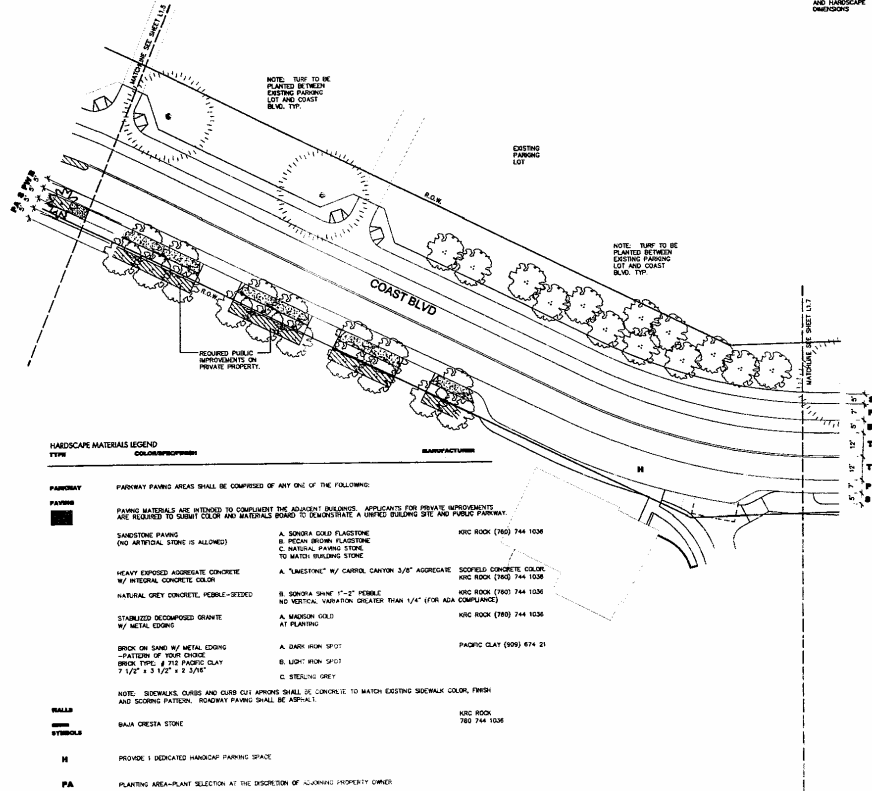 AND HARDSCAPE
DIMENSIONS
MATCHLINE SEE SHEET L1.5
NOTE: TURF TO BE
PLANTED BETWEEN
EXISTING PARKING
LOT AND COAST
BLVD. TYP.
EXISTING
PARKING
LOT
R.O.W.
NOTE: TURF TO BE
PLANTED BETWEEN
EXISTING PARKING
LOT AND COAST
BLVD. TYP.
COAST BLVD
R.O.W.
MATCHLINE SEE SHEET L1.7
REQUIRED PUBLIC
IMPROVEMENTS ON
PRIVATE PROPERTY.
H
5'
7'
5'
12'
12'
7'
5'
HARDSCAPE MATERIALS LEGEND
TYPE COLOR/SPECIMEN MANUFACTURER
PARKWAY PARKWAY PAVING AREAS SHALL BE COMPRISED OF ANY ONE OF THE FOLLOWING:
PAVING
PAVING MATERIALS ARE INTENDED TO COMPLIMENT THE ADJACENT BUILDINGS. APPLICANTS FOR PRIVATE IMPROVEMENTS
ARE REQUIRED TO SUBMIT COLOR AND MATERIALS BOARD TO DEMONSTRATE A UNIFIED BUILDING SITE AND PUBLIC PARKWAY.
SANDSTONE PAVING A. SONORA GOLD FLAGSTONE KRC ROCK (760) 744 1036
(NO ARTIFICIAL STONE IS ALLOWED) B. PECAN BROWN FLAGSTONE
C. NATURAL PAVING STONE
TO MATCH BUILDING STONE
HEAVY EXPOSED AGGREGATE CONCRETE A. "LIMESTONE" W/ CARROL CANYON 3/8" AGGREGATE SCOFIELD CONCRETE COLOR
W/ INTEGRAL CONCRETE COLOR KRC ROCK (760) 744 1036
NATURAL GREY CONCRETE, PEBBLE-SEEDED B. SONORA SHINE 1"-2" PEBBLE KRC ROCK (760) 744 1036
NO VERTICAL VARIATION GREATER THAN 1/4" (FOR ADA COMPLIANCE)
STABILIZED DECOMPOSED GRANITE A. MADISON GOLD KRC ROCK (760) 744 1036
W/ METAL EDGING AT PLANTING
BRICK ON SAND W/ METAL EDGING A. DARK IRON SPOT PACIFIC CLAY (909) 674 21
-PATTERN OF YOUR CHOICE
BRICK TYPE: # 712 PACIFIC CLAY B. LIGHT IRON SPOT
7 1/2" x 3 1/2" x 2 3/16"
C. STERLING GREY
NOTE: SIDEWALKS, CURBS AND CURB CUT APRONS SHALL BE CONCRETE TO MATCH EXISTING SIDEWALK COLOR, FINISH
AND SCORING PATTERN. ROADWAY PAVING SHALL BE ASPHALT.
WALLS
BAJA CRESTA STONE KRC ROCK
760 744 1036
SYMBOLS
H PROVIDE 1 DEDICATED HANDICAP PARKING SPACE
PA PLANTING AREA-PLANT SELECTION AT THE DISCRETION OF ADJOINING PROPERTY OWNER